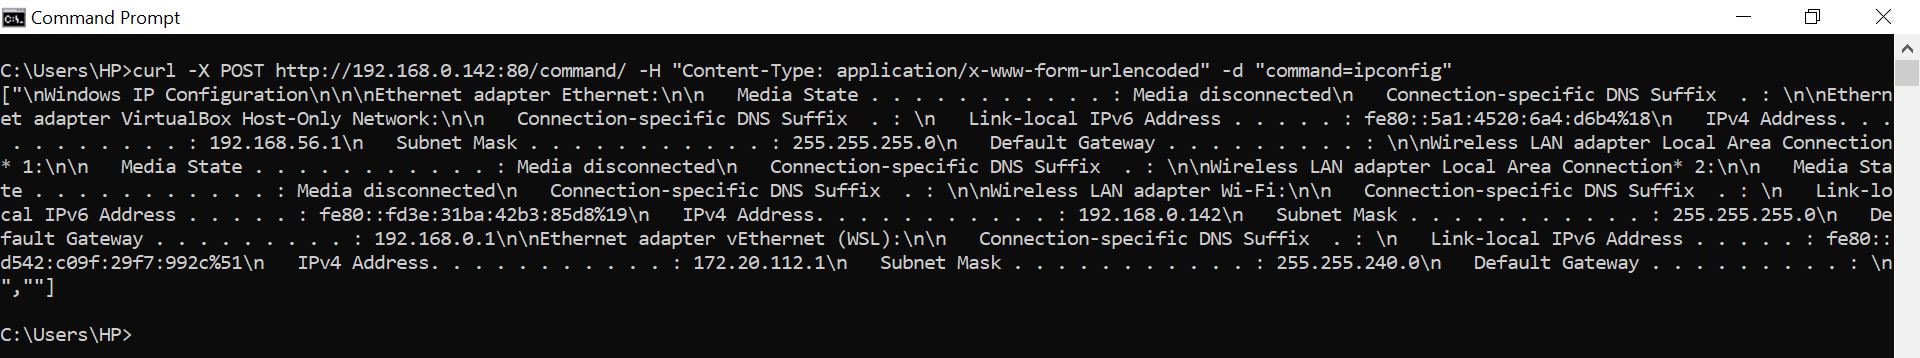 Command Prompt
C:\Users\HP>curl -X POST http://192.168.0.142:80/command/ -H "Content-Type: application/x-www-form-urlencoded" -d "command=ipconfig"
["\nWindows IP Configuration\n\n\nEthernet adapter Ethernet:\n\n   Media State . . . . . . . . . . . : Media disconnected\n   Connection-specific DNS Suffix  . : \n\nEthern
et adapter VirtualBox Host-Only Network:\n\n   Connection-specific DNS Suffix  . : \n   Link-local IPv6 Address . . . . . : fe80::5a1:4520:6a4:d6b4%18\n   IPv4 Address. . .
 . . . . . . . . : 192.168.56.1\n   Subnet Mask . . . . . . . . . . . : 255.255.255.0\n   Default Gateway . . . . . . . . . : \n\nWireless LAN adapter Local Area Connection
* 1:\n\n   Media State . . . . . . . . . . . : Media disconnected\n   Connection-specific DNS Suffix  . : \n\nWireless LAN adapter Local Area Connection* 2:\n\n   Media Sta
te . . . . . . . . . . . : Media disconnected\n   Connection-specific DNS Suffix  . : \n\nWireless LAN adapter Wi-Fi:\n\n   Connection-specific DNS Suffix  . : \n   Link-lo
cal IPv6 Address . . . . . : fe80::fd3e:31ba:42b3:85d8%19\n   IPv4 Address. . . . . . . . . . . : 192.168.0.142\n   Subnet Mask . . . . . . . . . . . : 255.255.255.0\n   De
fault Gateway . . . . . . . . . : 192.168.0.1\n\nEthernet adapter vEthernet (WSL):\n\n   Connection-specific DNS Suffix  . : \n   Link-local IPv6 Address . . . . . : fe80::
d542:c09f:29f7:992c%51\n   IPv4 Address. . . . . . . . . . . : 172.20.112.1\n   Subnet Mask . . . . . . . . . . . : 255.255.240.0\n   Default Gateway . . . . . . . . . : \n
",""]
C:\Users\HP>